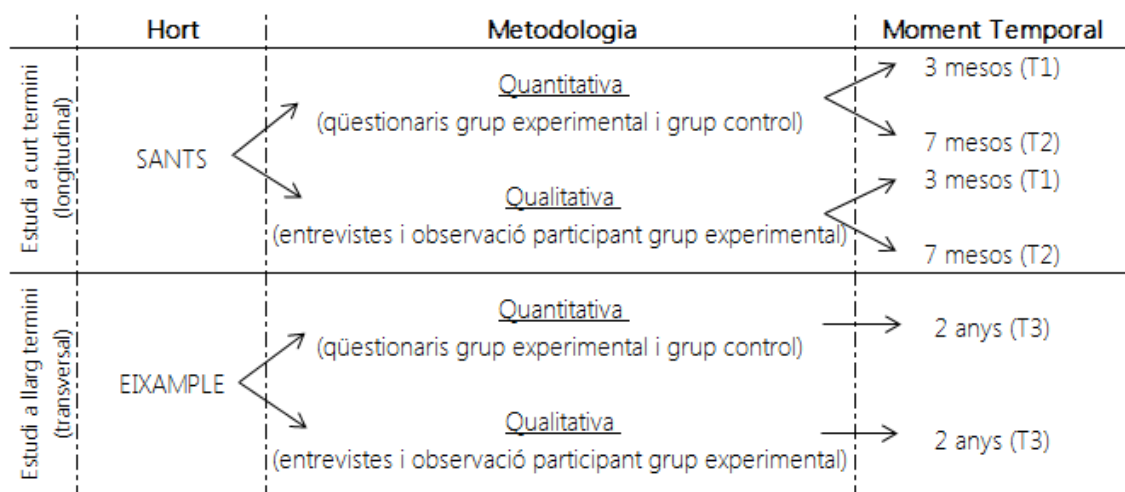 Hort Metodologia Moment Temporal
Estudi a curt termini
(longitudinal)
SANTS
Quantitativa
(qüestionaris grup experimental i grup control)
3 mesos (T1)
7 mesos (T2)
Qualitativa
(entrevistes i observació participant grup experimental)
3 mesos (T1)
7 mesos (T2)
Estudi a llarg termini
(transversal)
EIXAMPLE
Quantitativa
(qüestionaris grup experimental i grup control)
2 anys (T3)
Qualitativa
(entrevistes i observació participant grup experimental)
2 anys (T3)